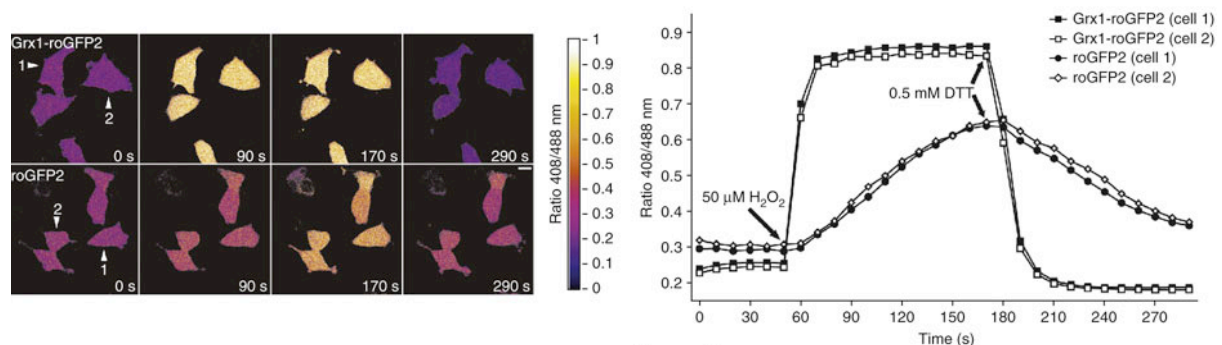 Grx1-roGFP2
1
2
0 s
90 s
170 s
290 s
roGFP2
2
1
0 s
90 s
170 s
290 s
1
0.9
0.8
0.7
0.6
0.5
0.4
0.3
0.2
0.1
0
Ratio 408/488 nm
Grx1-roGFP2 (cell 1)
Grx1-roGFP2 (cell 2)
roGFP2 (cell 1)
roGFP2 (cell 2)
0.9
0.8
0.7
0.6
0.5
0.4
0.3
0.2
Ratio 408/488 nm
0.5 mM DTT
50 μM H₂O₂
0 30 60 90 120 150 180 210 240 270
Time (s)